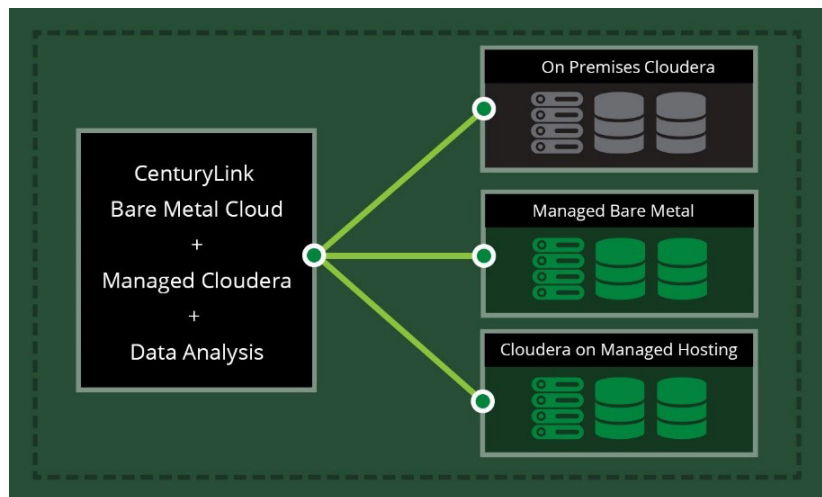 CenturyLink
Bare Metal Cloud
+
Managed Cloudera
+
Data Analysis
On Premises Cloudera
Managed Bare Metal
Cloudera on Managed Hosting